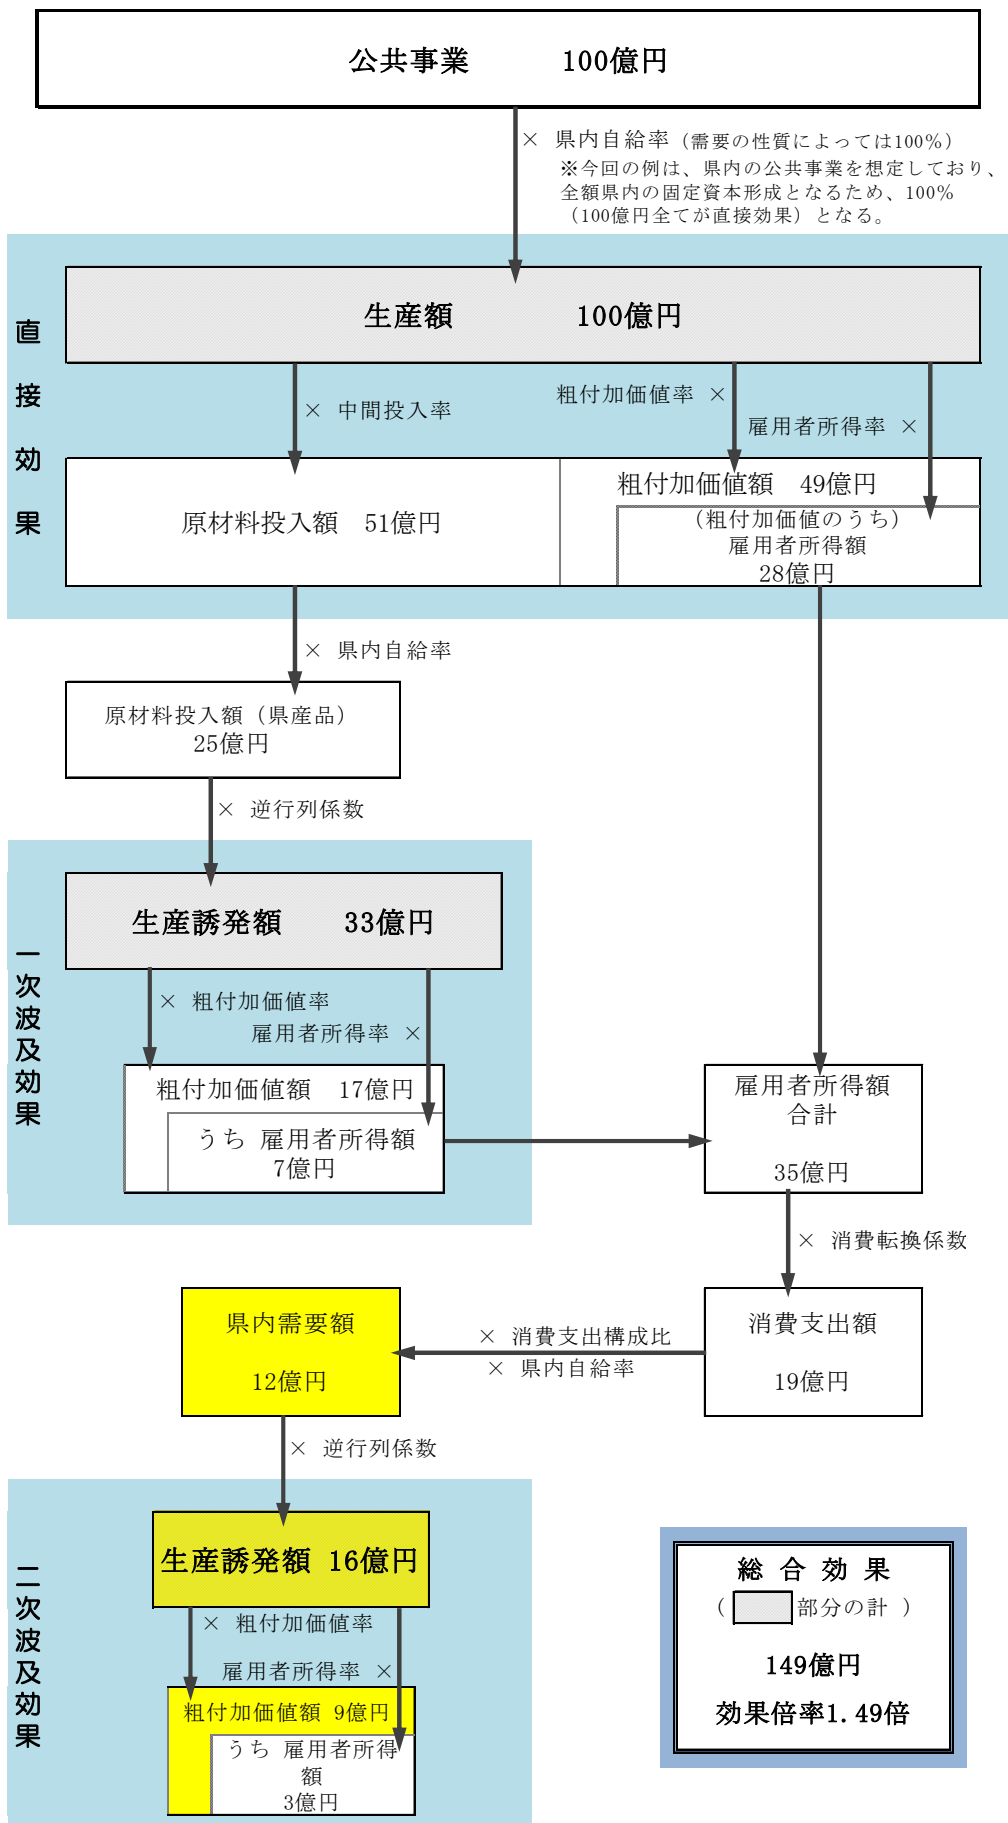 公共事業　　　100億円
× 県内自給率（需要の性質によっては100％）
※今回の例は、県内の公共事業を想定しており、
全額県内の固定資本形成となるため、100％
（100億円全てが直接効果）となる。
直接効果
生産額　　　　100億円
× 中間投入率
粗付加価値率 ×
雇用者所得率 ×
原材料投入額　51億円
粗付加価値額　49億円
（粗付加価値のうち）
雇用者所得額
28億円
× 県内自給率
原材料投入額（県産品）
25億円
× 逆行列係数
一次波及効果
生産誘発額　　33億円
× 粗付加価値率
雇用者所得率 ×
粗付加価値額　17億円
うち 雇用者所得額
7億円
雇用者所得額
合計
35億円
× 消費転換係数
消費支出額
19億円
× 消費支出構成比
× 県内自給率
県内需要額
12億円
× 逆行列係数
二次波及効果
生産誘発額 16億円
× 粗付加価値率
雇用者所得率 ×
粗付加価値額 9億円
うち 雇用者所得
額
3億円
総 合 効 果
（　　　部分の計 ）
149億円
効果倍率1.49倍